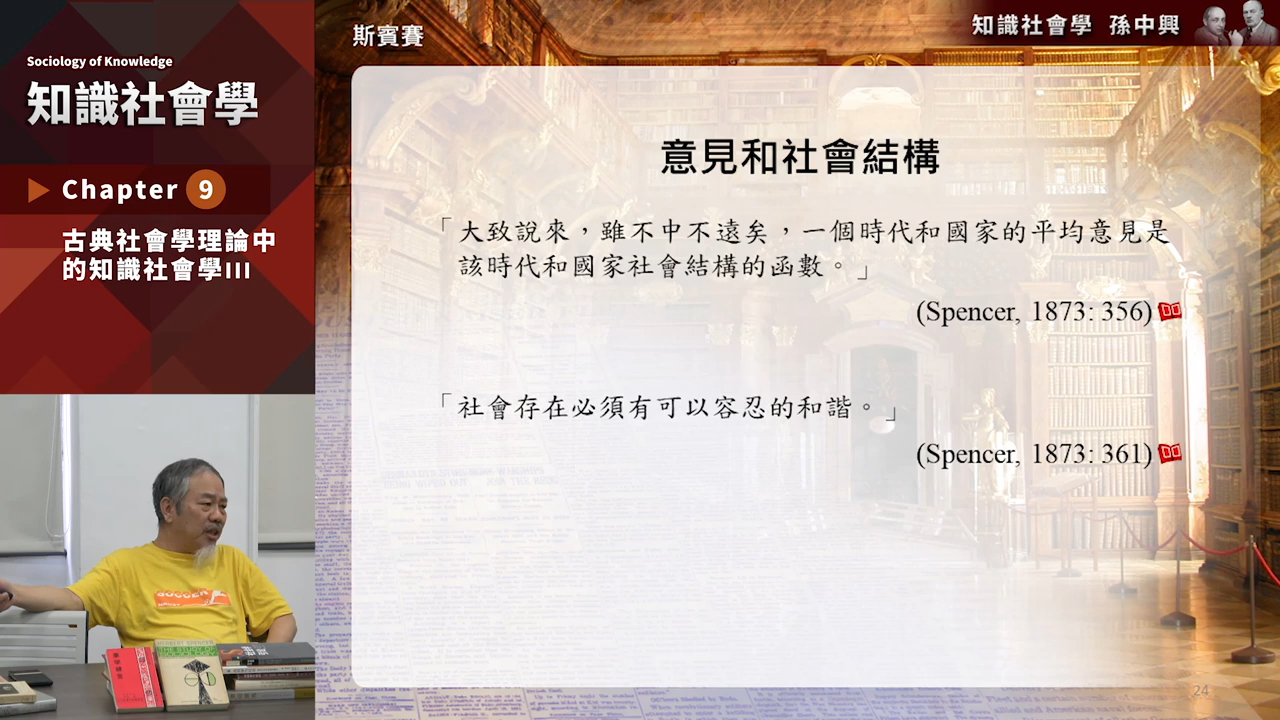 Sociology of Knowledge
知識社會學
Chapter 9
古典社會學理論中
的知識社會學III
斯賓賽
知識社會學 孫中興
意見和社會結構
「大致說來，雖不中不遠矣，一個時代和國家的平均意見是
該時代和國家社會結構的函數。」
(Spencer, 1873: 356)
「社會存在必須有可以容忍的和諧。」
(Spencer, 1873: 361)
24
SOCCER
HERBERT SPENCER